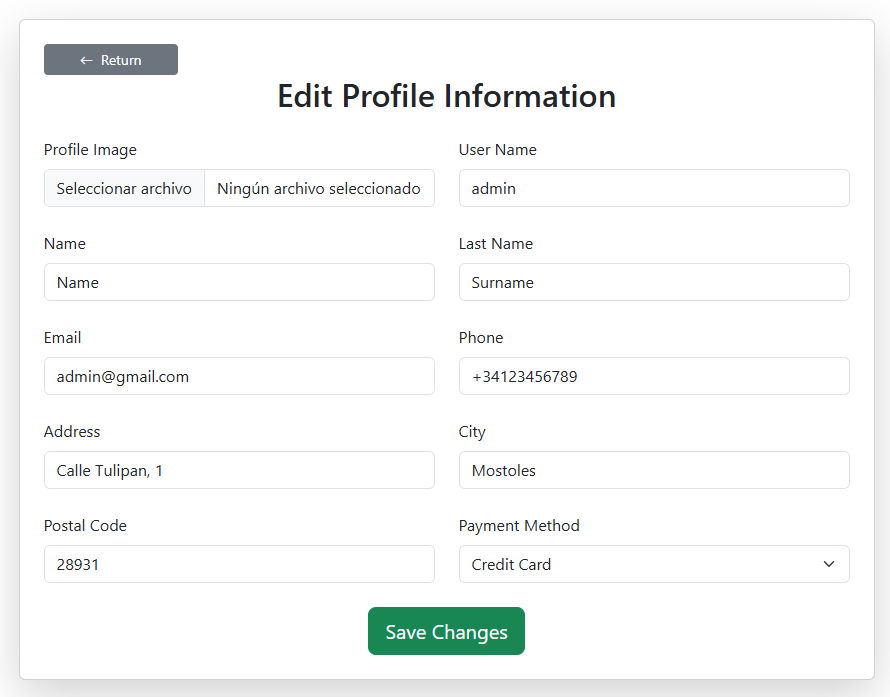 ← Return
Edit Profile Information
Profile Image
User Name
Seleccionar archivo Ningún archivo seleccionado
admin
Name
Last Name
Name
Surname
Email
Phone
admin@gmail.com
+34123456789
Address
City
Calle Tulipan, 1
Mostoles
Postal Code
Payment Method
28931
Credit Card
Save Changes